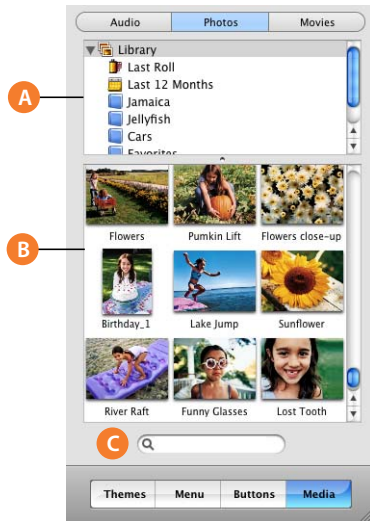 Audio Photos Movies
Library
Last Roll
Last 12 Months
Jamaica
A
Jellyfish
Cars
Favorites
Flowers Pumkin Lift Flowers close-up
B
Birthday_1 Lake Jump Sunflower
River Raft Funny Glasses Lost Tooth
C
Themes Menu Buttons Media